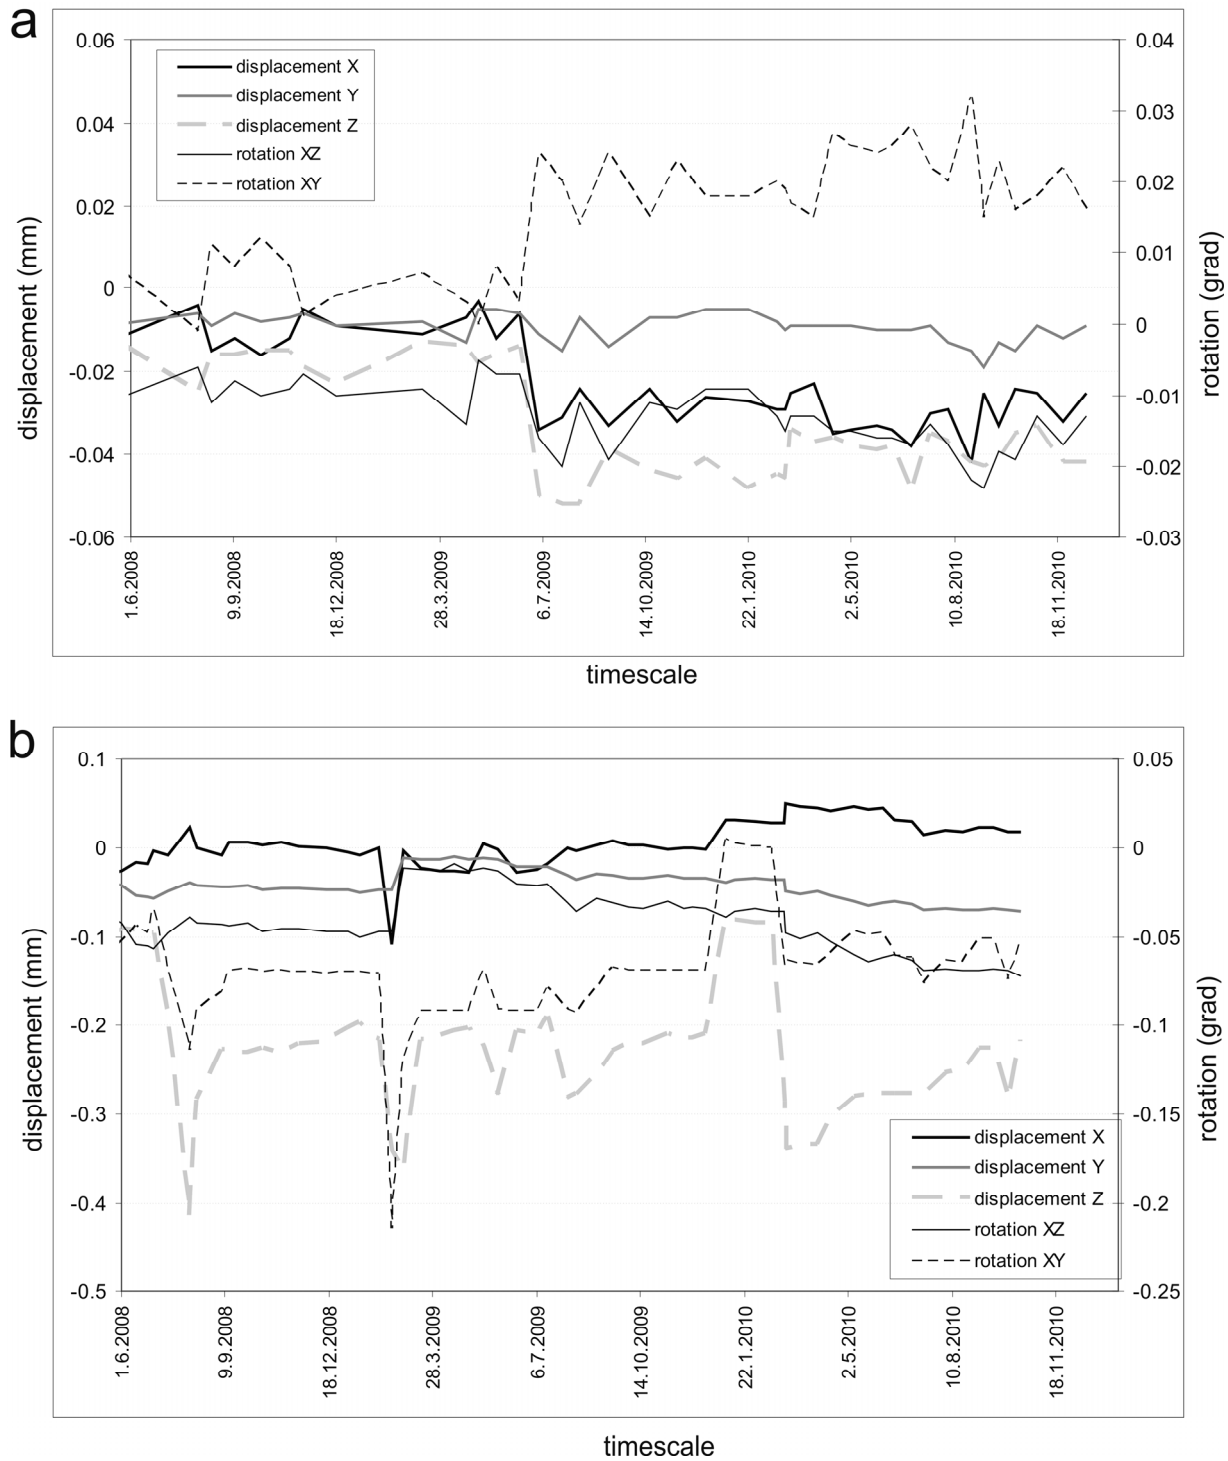 a
0.06
0.04
0.02
0
-0.02
-0.04
-0.06
displacement (mm)
displacement X
displacement Y
displacement Z
rotation XZ
rotation XY
0.04
0.03
0.02
0.01
0
-0.01
-0.02
-0.03
rotation (grad)
1.6.2008
9.9.2008
18.12.2008
28.3.2009
6.7.2009
14.10.2009
22.1.2010
2.5.2010
10.8.2010
18.11.2010
timescale
b
0.1
0
-0.1
-0.2
-0.3
-0.4
-0.5
displacement (mm)
0.05
0
-0.05
-0.1
-0.15
-0.2
-0.25
rotation (grad)
displacement X
displacement Y
displacement Z
rotation XZ
rotation XY
1.6.2008
9.9.2008
18.12.2008
28.3.2009
6.7.2009
14.10.2009
22.1.2010
2.5.2010
10.8.2010
18.11.2010
timescale